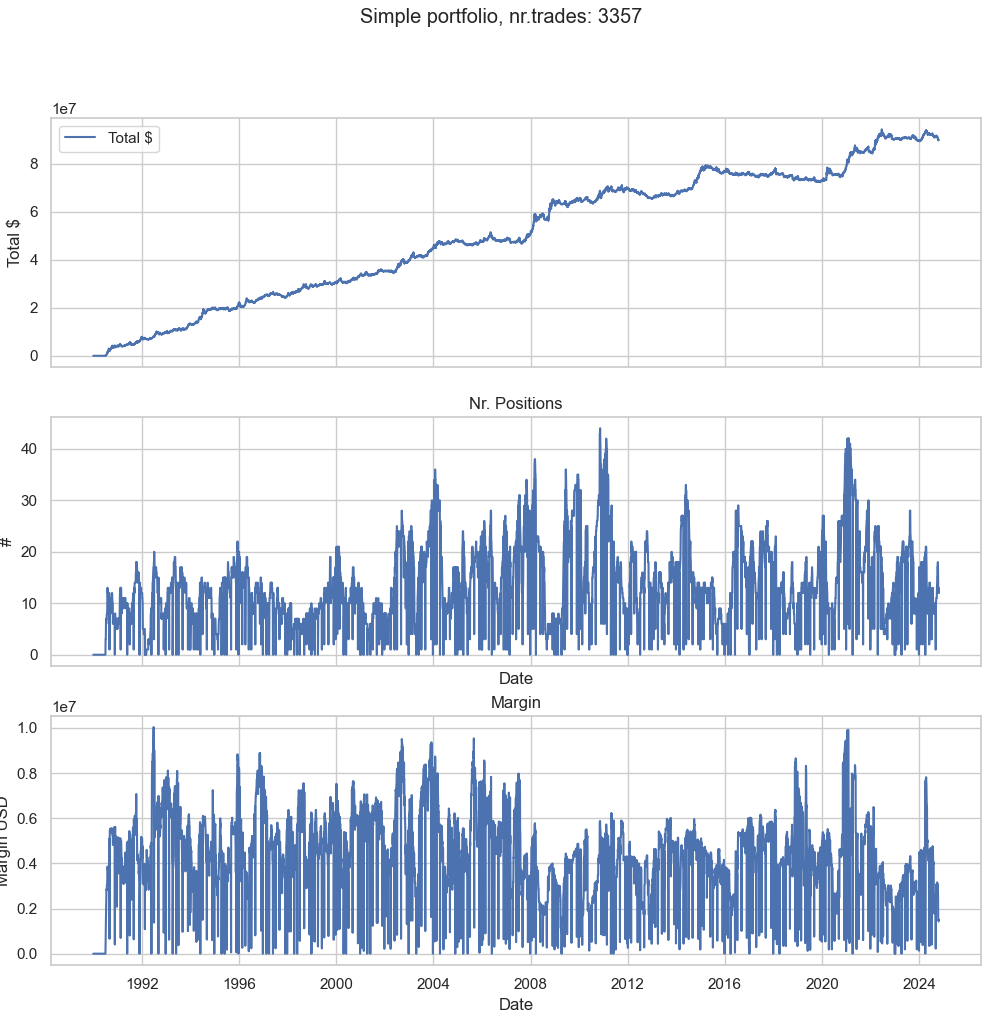 Simple portfolio, nr.trades: 3357
1e7
Total $
Total $
8
6
4
2
0
Nr. Positions
#
40
30
20
10
0
Date
Margin
1e7
Margin USD
1.0
0.8
0.6
0.4
0.2
0.0
1992 1996 2000 2004 2008 2012 2016 2020 2024
Date